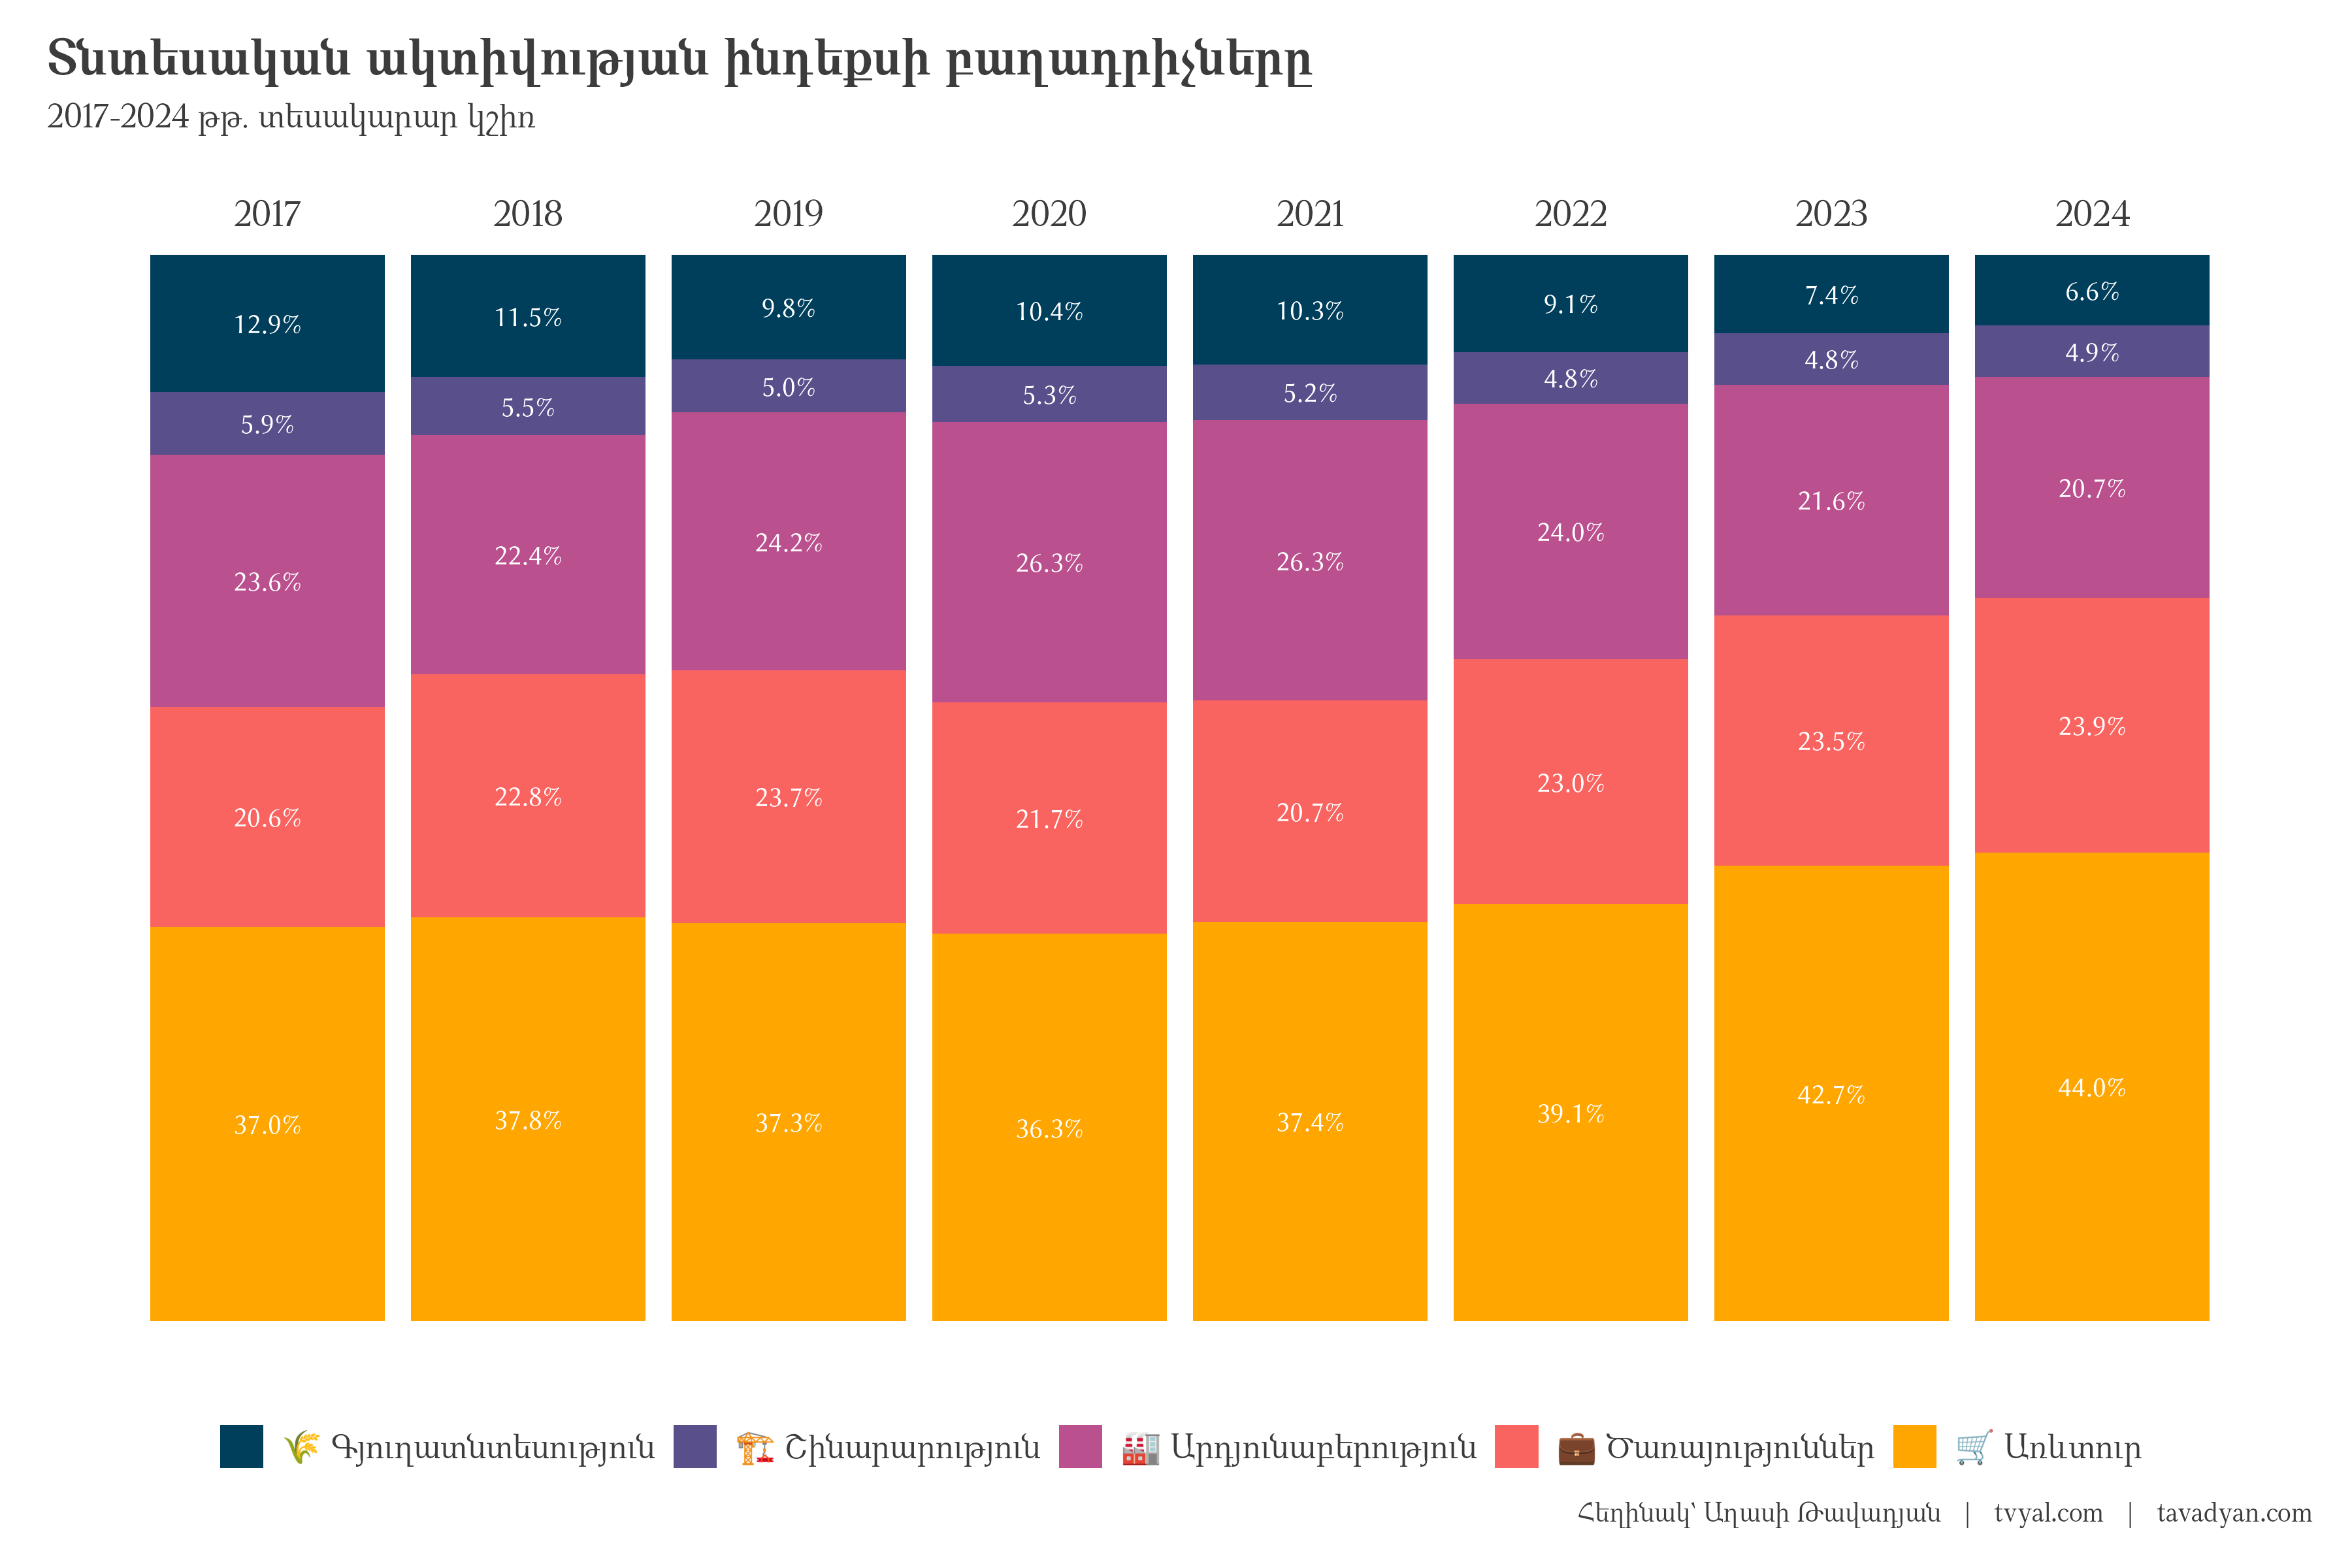 Տնտեսական ակտիվության ինդեքսի բաղադրիչները
2017-2024 թթ. տեսակարար կշիռ
2017 2018 2019 2020 2021 2022 2023 2024
12.9% 11.5% 9.8% 10.4% 10.3% 9.1% 7.4% 6.6%
5.9% 5.5% 5.0% 5.3% 5.2% 4.8% 4.8% 4.9%
23.6% 22.4% 24.2% 26.3% 26.3% 24.0% 21.6% 20.7%
20.6% 22.8% 23.7% 21.7% 20.7% 23.0% 23.5% 23.9%
37.0% 37.8% 37.3% 36.3% 37.4% 39.1% 42.7% 44.0%
🌾 Գյուղատնտեսություն 🏗️ Շինարարություն 🏭 Արդյունաբերություն 💼 Ծառայություններ 🛒 Առևտուր
Հեղինակ՝ Աղասի Թավադյան | tvyal.com | tavadyan.com